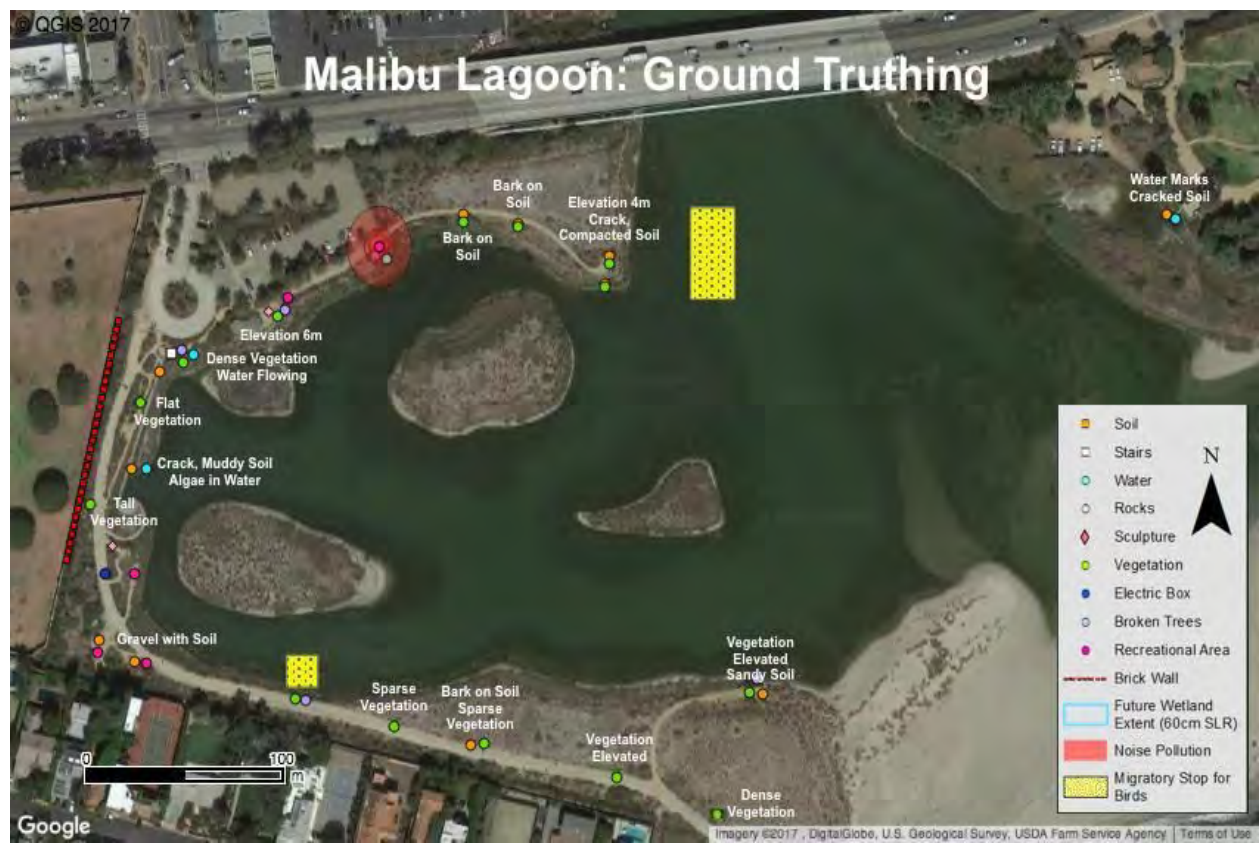 © QGIS 2017
Malibu Lagoon: Ground Truthing
Bark on
Soil
Bark on
Soil
Elevation 4m
Crack,
Compacted Soil
Water Marks
Cracked Soil
Elevation 6m
Dense Vegetation
Water Flowing
Flat
Vegetation
Crack, Muddy Soil
Algae in Water
Tall
Vegetation
Gravel with Soil
Sparse
Vegetation
Bark on Soil
Sparse
Vegetation
Vegetation
Elevated
Sandy Soil
Vegetation
Elevated
Dense
Vegetation
Soil
Stairs
Water
Rocks
Sculpture
Vegetation
Electric Box
Broken Trees
Recreational Area
Brick Wall
Future Wetland
Extent (60cm SLR)
Noise Pollution
Migratory Stop for
Birds
N
0 100
m
Google
Imagery ©2017 , DigitalGlobe, U.S. Geological Survey, USDA Farm Service Agency | Terms of Use